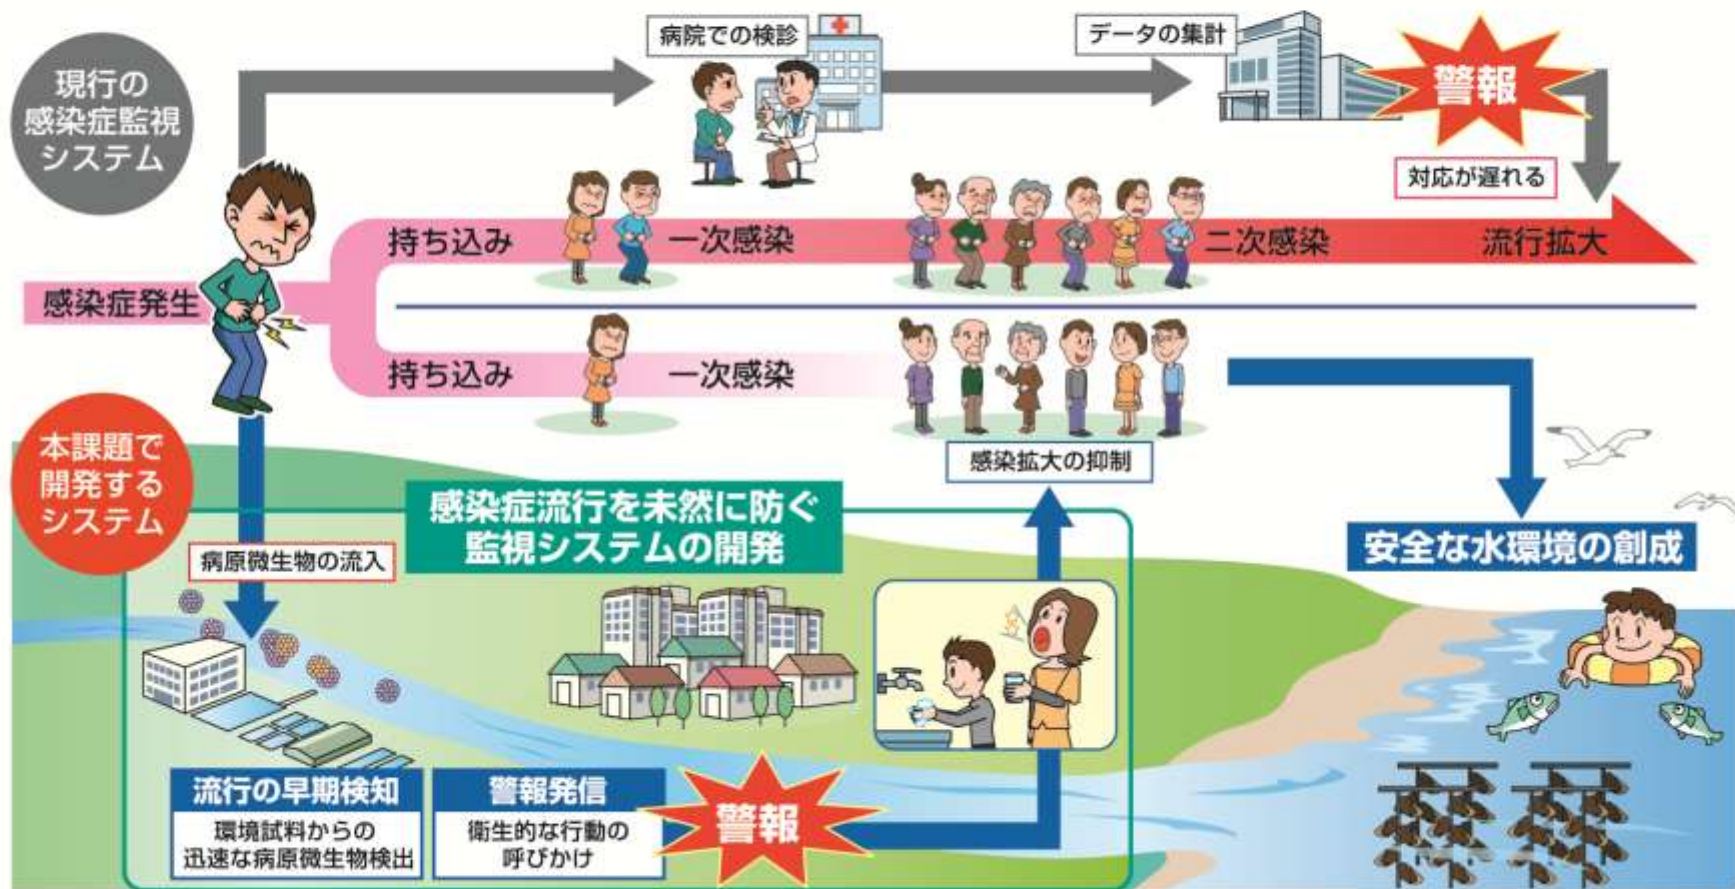 現行の
感染症監視
システム
病院での検診
データの集計
警報
対応が遅れる
感染症発生
持ち込み
一次感染
二次感染
流行拡大
持ち込み
一次感染
感染拡大の抑制
本課題で
開発する
システム
病原微生物の流入
感染症流行を未然に防ぐ
監視システムの開発
安全な水環境の創成
流行の早期検知
環境試料からの
迅速な病原微生物検出
警報発信
衛生的な行動の
呼びかけ
警報